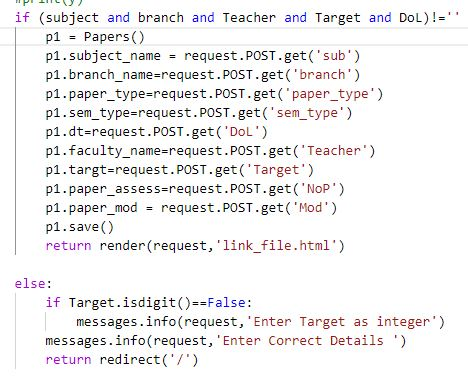 #print(y)
if (subject and branch and Teacher and Target and DoL)!=''
    p1 = Papers()
    p1.subject_name = request.POST.get('sub')
    p1.branch_name=request.POST.get('branch')
    p1.paper_type=request.POST.get('paper_type')
    p1.sem_type=request.POST.get('sem_type')
    p1.dt=request.POST.get('DoL')
    p1.faculty_name=request.POST.get('Teacher')
    p1.targt=request.POST.get('Target')
    p1.paper_assess=request.POST.get('NoP')
    p1.paper_mod = request.POST.get('Mod')
    p1.save()
    return render(request,'link_file.html')
else:
    if Target.isdigit()==False:
        messages.info(request,'Enter Target as integer')
    messages.info(request,'Enter Correct Details ')
    return redirect('/')